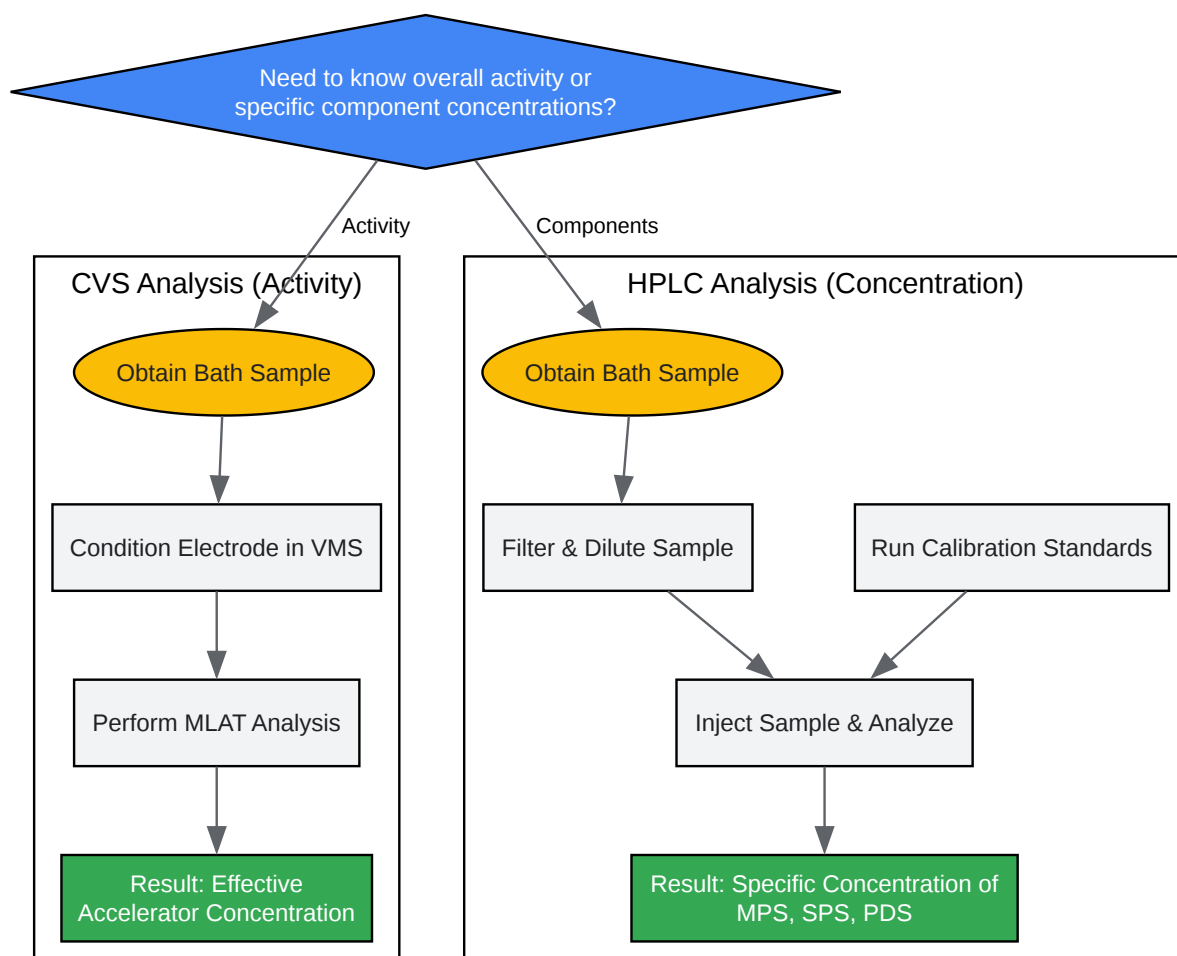 Need to know overall activity or
specific component concentrations?
Activity
Components
CVS Analysis (Activity)
Obtain Bath Sample
Condition Electrode in VMS
Perform MLAT Analysis
Result: Effective
Accelerator Concentration
HPLC Analysis (Concentration)
Obtain Bath Sample
Filter & Dilute Sample
Run Calibration Standards
Inject Sample & Analyze
Result: Specific Concentration of
MPS, SPS, PDS